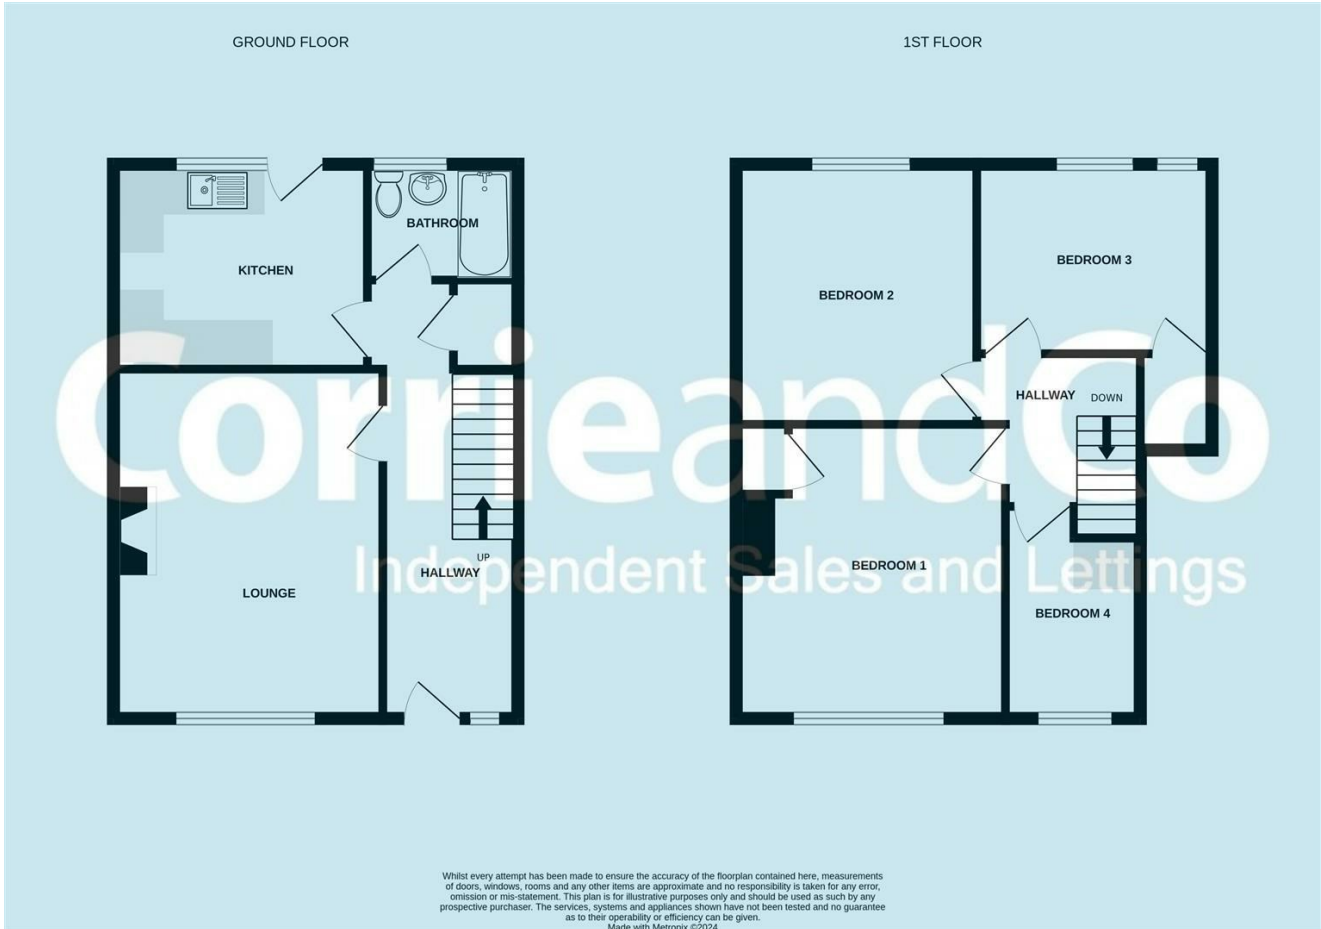 GROUND FLOOR
1ST FLOOR
BATHROOM
KITCHEN
BEDROOM 2
BEDROOM 3
HALLWAY
DOWN
CorrieandCo
Independent Sales and Lettings
UP
HALLWAY
LOUNGE
BEDROOM 1
BEDROOM 4
Whilst every attempt has been made to ensure the accuracy of the floorplan contained here, measurements
of doors, windows, rooms and any other items are approximate and no responsibility is taken for any error,
omission or mis-statement. This plan is for illustrative purposes only and should be used as such by any
prospective purchaser. The services, systems and appliances shown have not been tested and no guarantee
as to their operability or efficiency can be given.
Made with Metropix ©2024